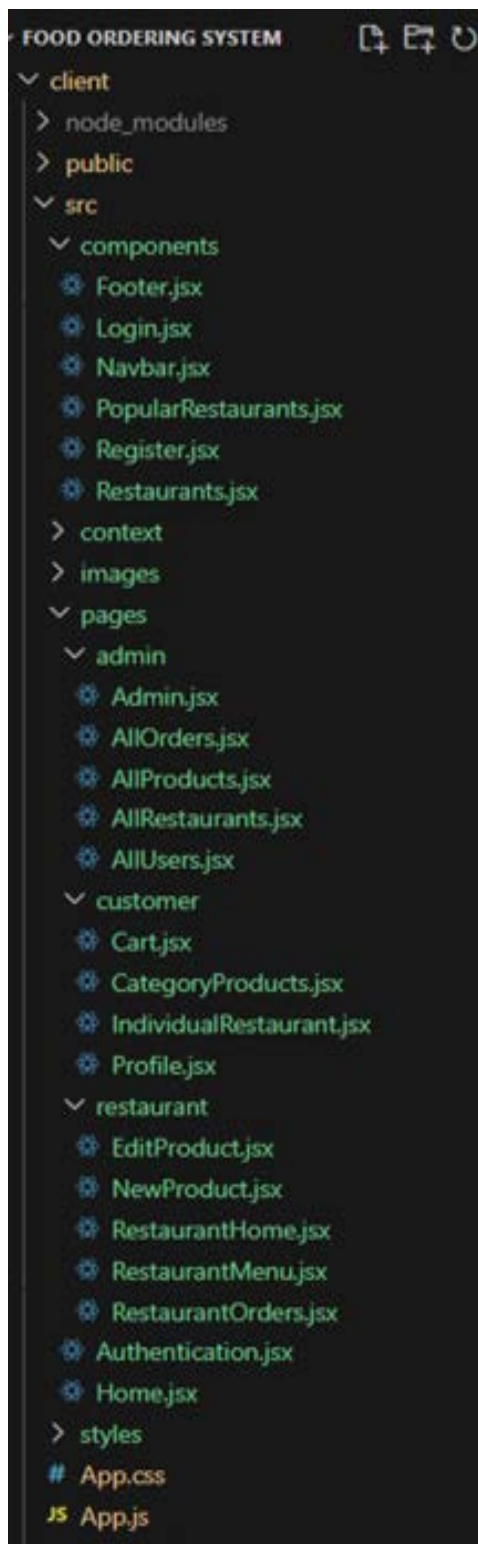 FOOD ORDERING SYSTEM
client
node_modules
public
src
components
Footer.jsx
Login.jsx
Navbar.jsx
PopularRestaurants.jsx
Register.jsx
Restaurants.jsx
context
images
pages
admin
Admin.jsx
AllOrders.jsx
AllProducts.jsx
AllRestaurants.jsx
AllUsers.jsx
customer
Cart.jsx
CategoryProducts.jsx
IndividualRestaurant.jsx
Profile.jsx
restaurant
EditProduct.jsx
NewProduct.jsx
RestaurantHome.jsx
RestaurantMenu.jsx
RestaurantOrders.jsx
Authentication.jsx
Home.jsx
styles
# App.css
JS App.js